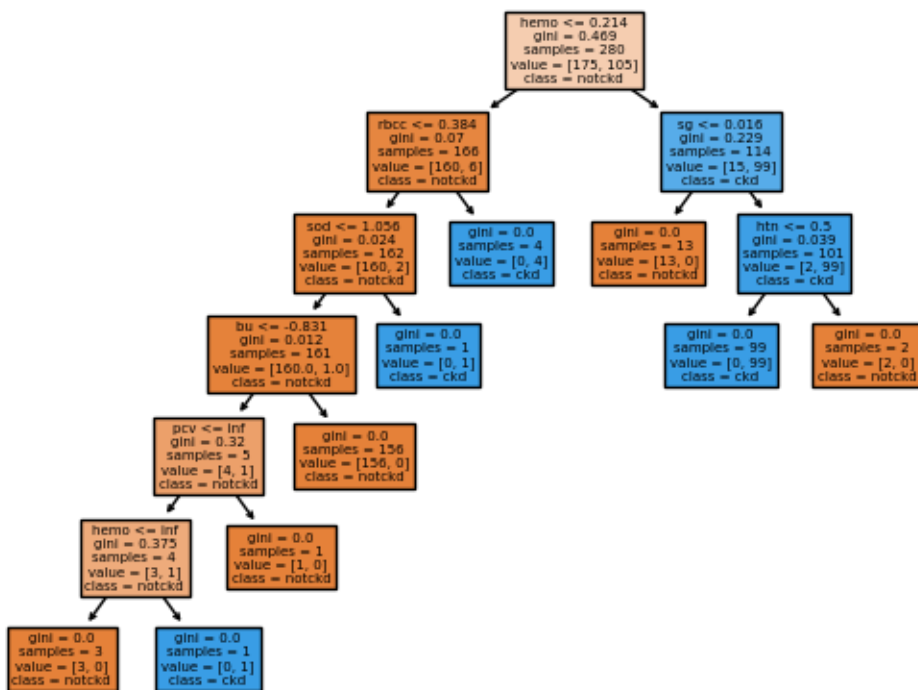 hemo <= 0.214
gini = 0.469
samples = 280
value = [175, 105]
class = notckd
rbcc <= 0.384
gini = 0.07
samples = 166
value = [160, 6]
class = notckd
sg <= 0.016
gini = 0.229
samples = 114
value = [15, 99]
class = ckd
sod <= 1.056
gini = 0.024
samples = 162
value = [160, 2]
class = notckd
gini = 0.0
samples = 4
value = [0, 4]
class = ckd
gini = 0.0
samples = 13
value = [13, 0]
class = notckd
htn <= 0.5
gini = 0.039
samples = 101
value = [2, 99]
class = ckd
bu <= -0.831
gini = 0.012
samples = 161
value = [160.0, 1.0]
class = notckd
gini = 0.0
samples = 1
value = [0, 1]
class = ckd
gini = 0.0
samples = 99
value = [0, 99]
class = ckd
gini = 0.0
samples = 2
value = [2, 0]
class = notckd
pcv <= inf
gini = 0.32
samples = 5
value = [4, 1]
class = notckd
gini = 0.0
samples = 156
value = [156, 0]
class = notckd
hemo <= inf
gini = 0.375
samples = 4
value = [3, 1]
class = notckd
gini = 0.0
samples = 1
value = [1, 0]
class = notckd
gini = 0.0
samples = 3
value = [3, 0]
class = notckd
gini = 0.0
samples = 1
value = [0, 1]
class = ckd